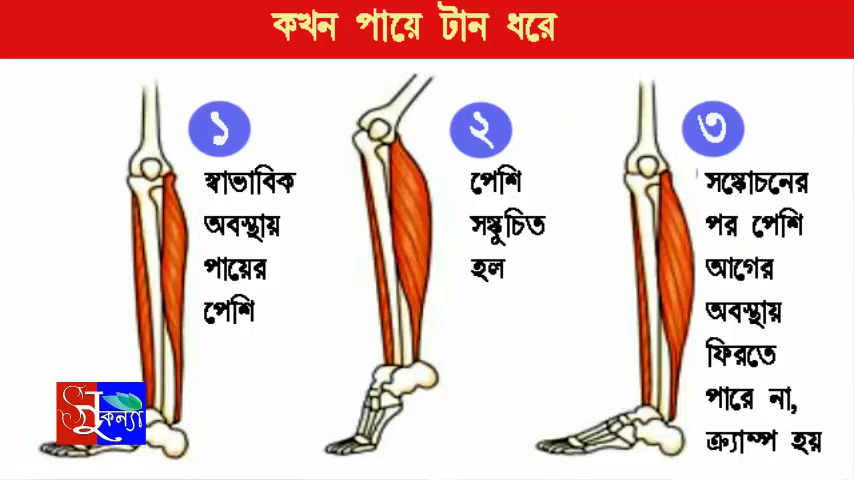 কখন পায়ে টান ধরে
১
স্বাভাবিক
অবস্থায়
পায়ের
পেশি
২
পেশি
সঙ্কুচিত
হল
৩
সঙ্কোচনের
পর পেশি
আগের
অবস্থায়
ফিরতে
পারে না,
ক্র্যাম্প হয়
সুকন্যা